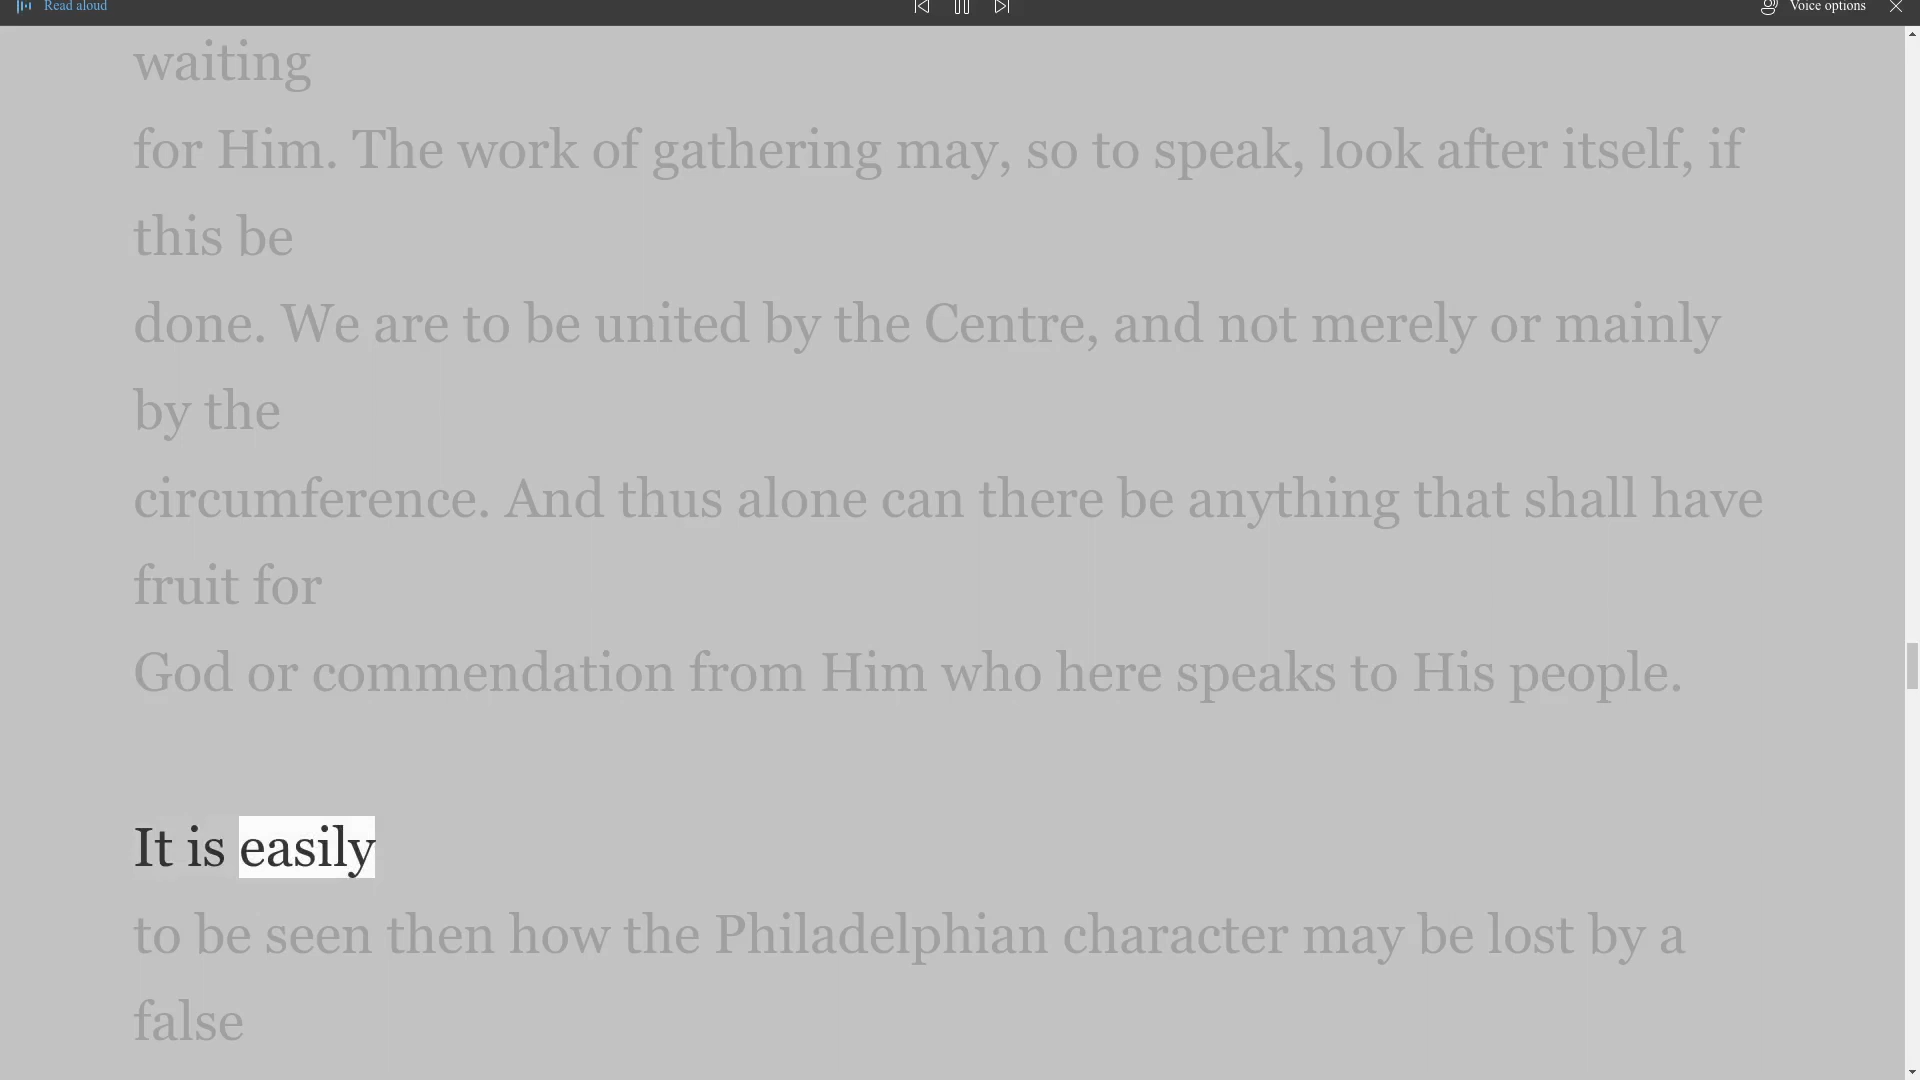 Read aloud
Voice options
waiting
for Him. The work of gathering may, so to speak, look after itself, if
this be
done. We are to be united by the Centre, and not merely or mainly
by the
circumference. And thus alone can there be anything that shall have
fruit for
God or commendation from Him who here speaks to His people.
It is easily
to be seen then how the Philadelphian character may be lost by a
false